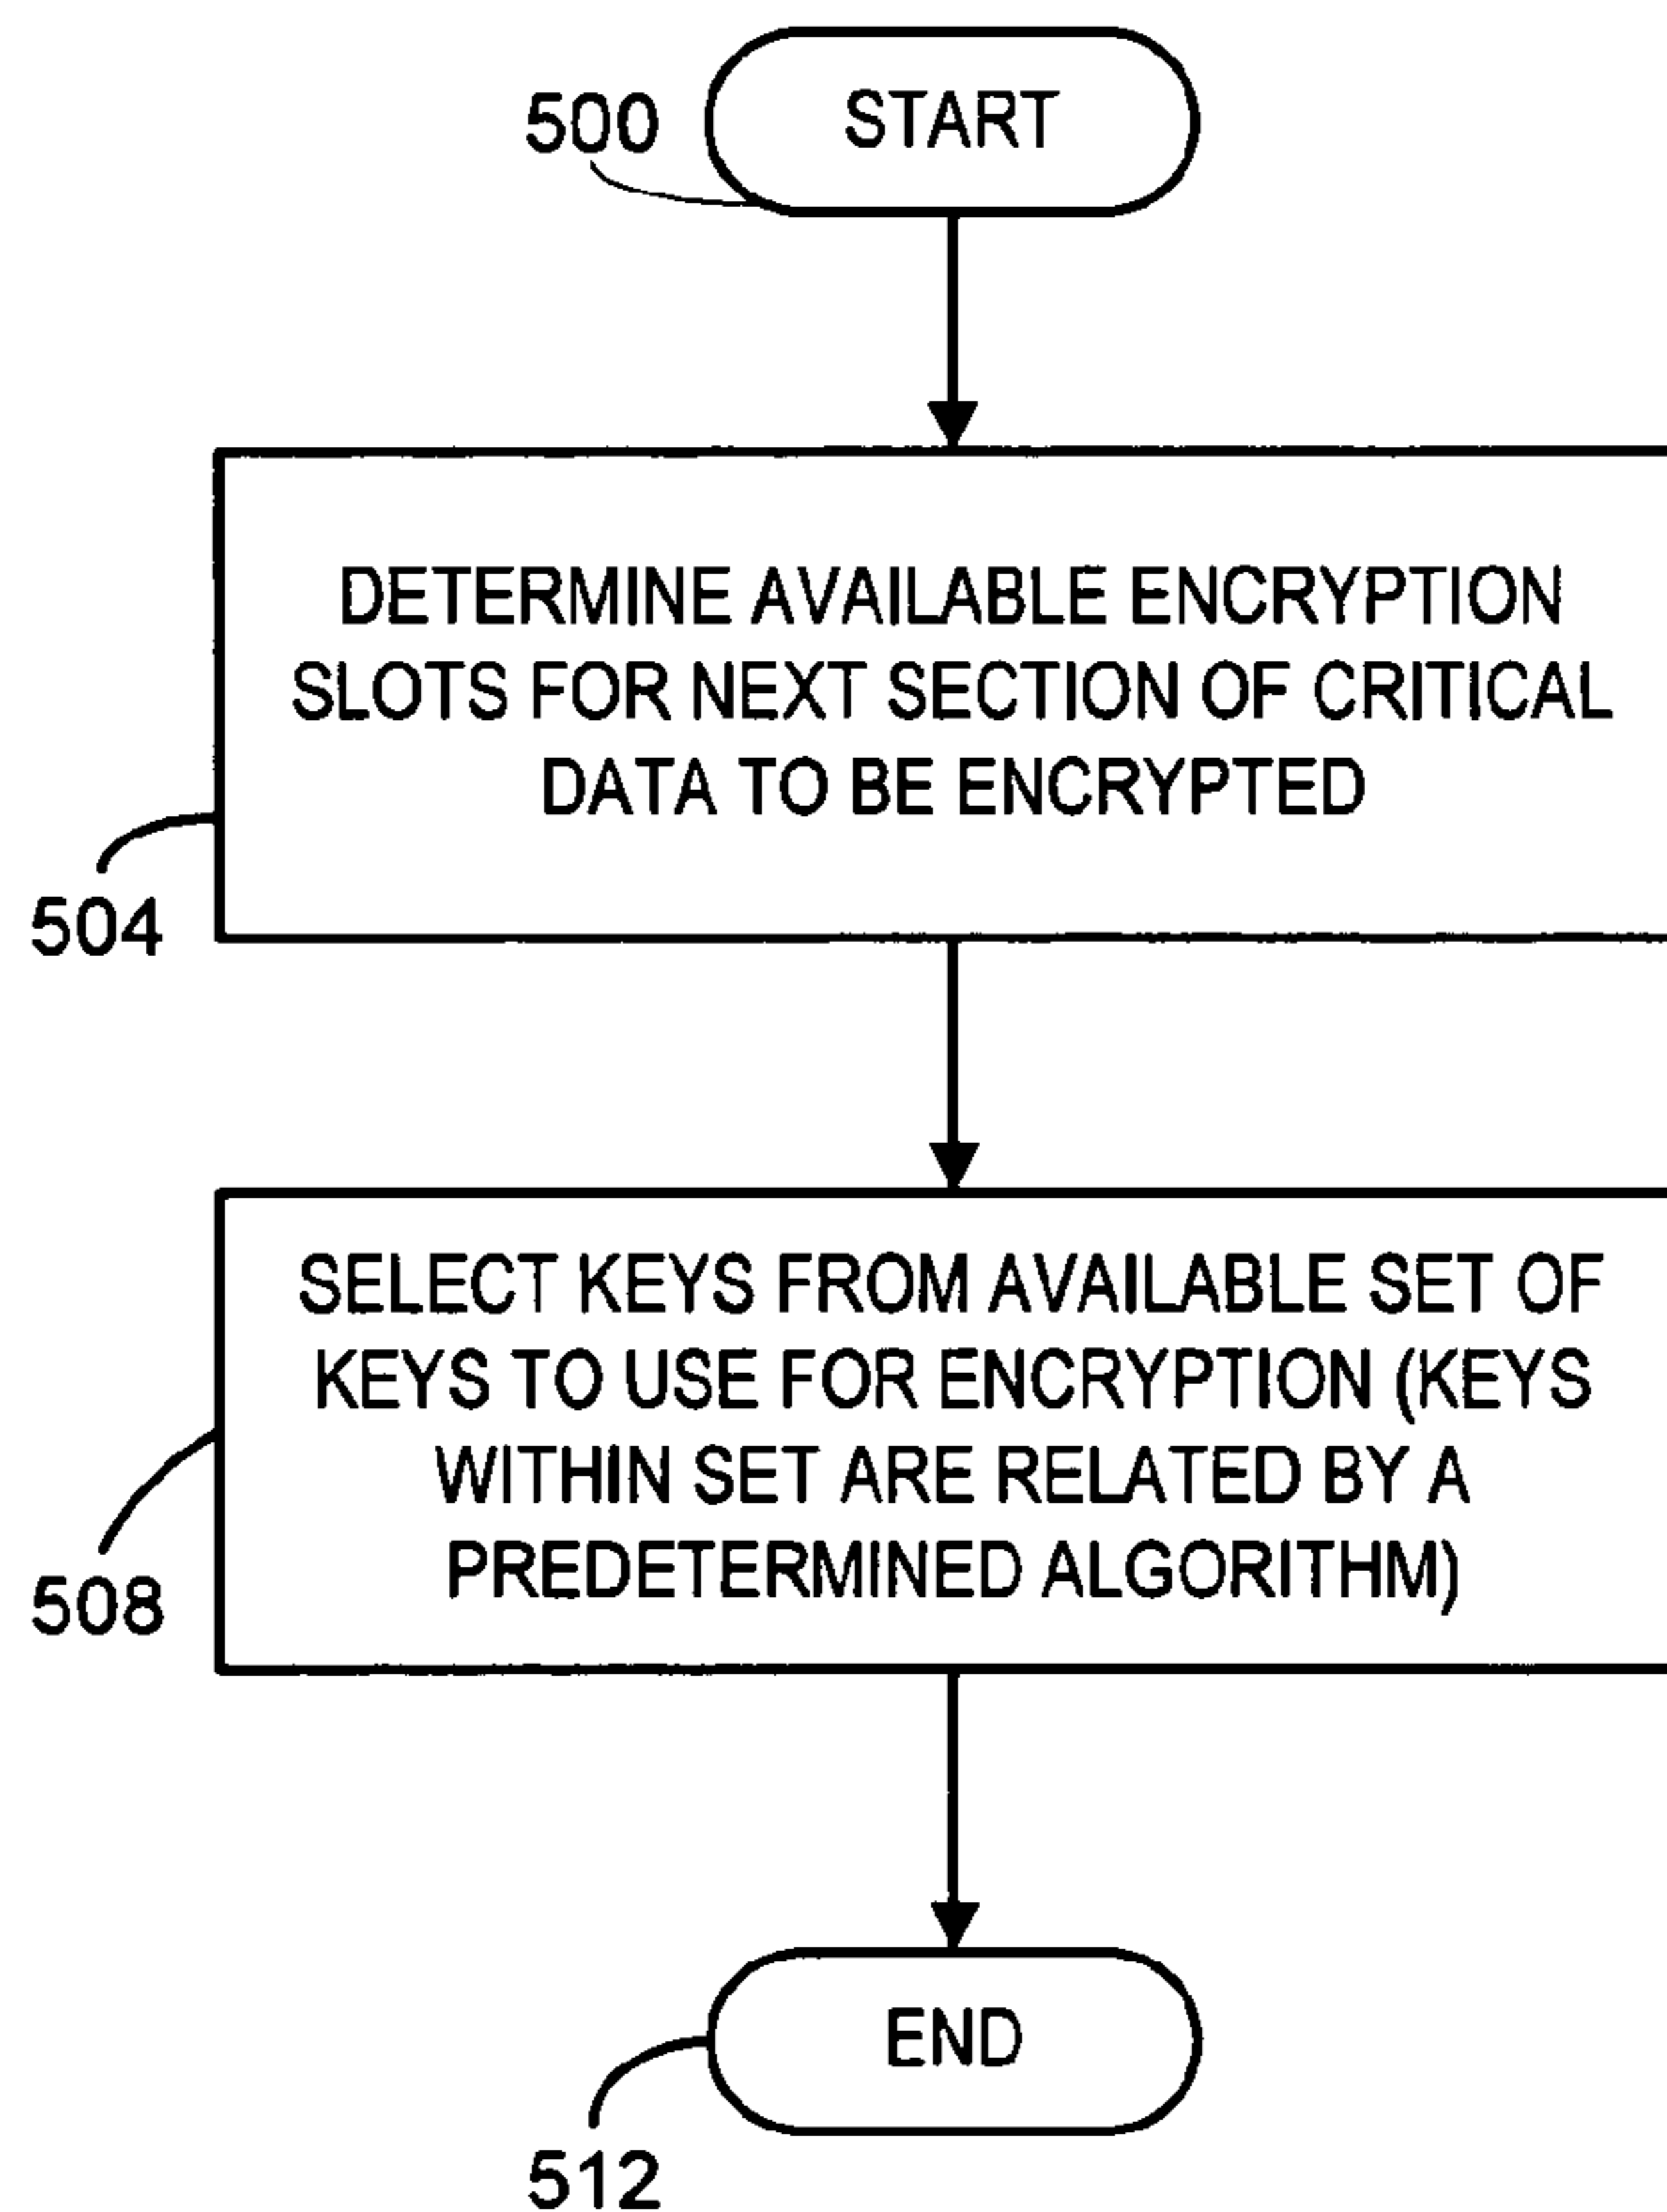 500
START
DETERMINE AVAILABLE ENCRYPTION
SLOTS FOR NEXT SECTION OF CRITICAL
DATA TO BE ENCRYPTED
504
SELECT KEYS FROM AVAILABLE SET OF
KEYS TO USE FOR ENCRYPTION (KEYS
WITHIN SET ARE RELATED BY A
PREDETERMINED ALGORITHM)
508
END
512